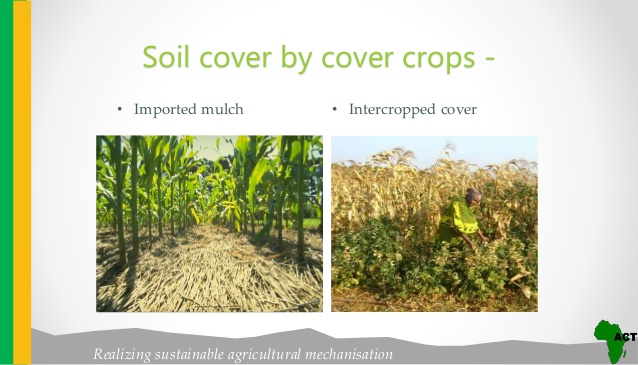 Soil cover by cover crops -
• Imported mulch
• Intercropped cover
Realizing sustainable agricultural mechanisation
ACT